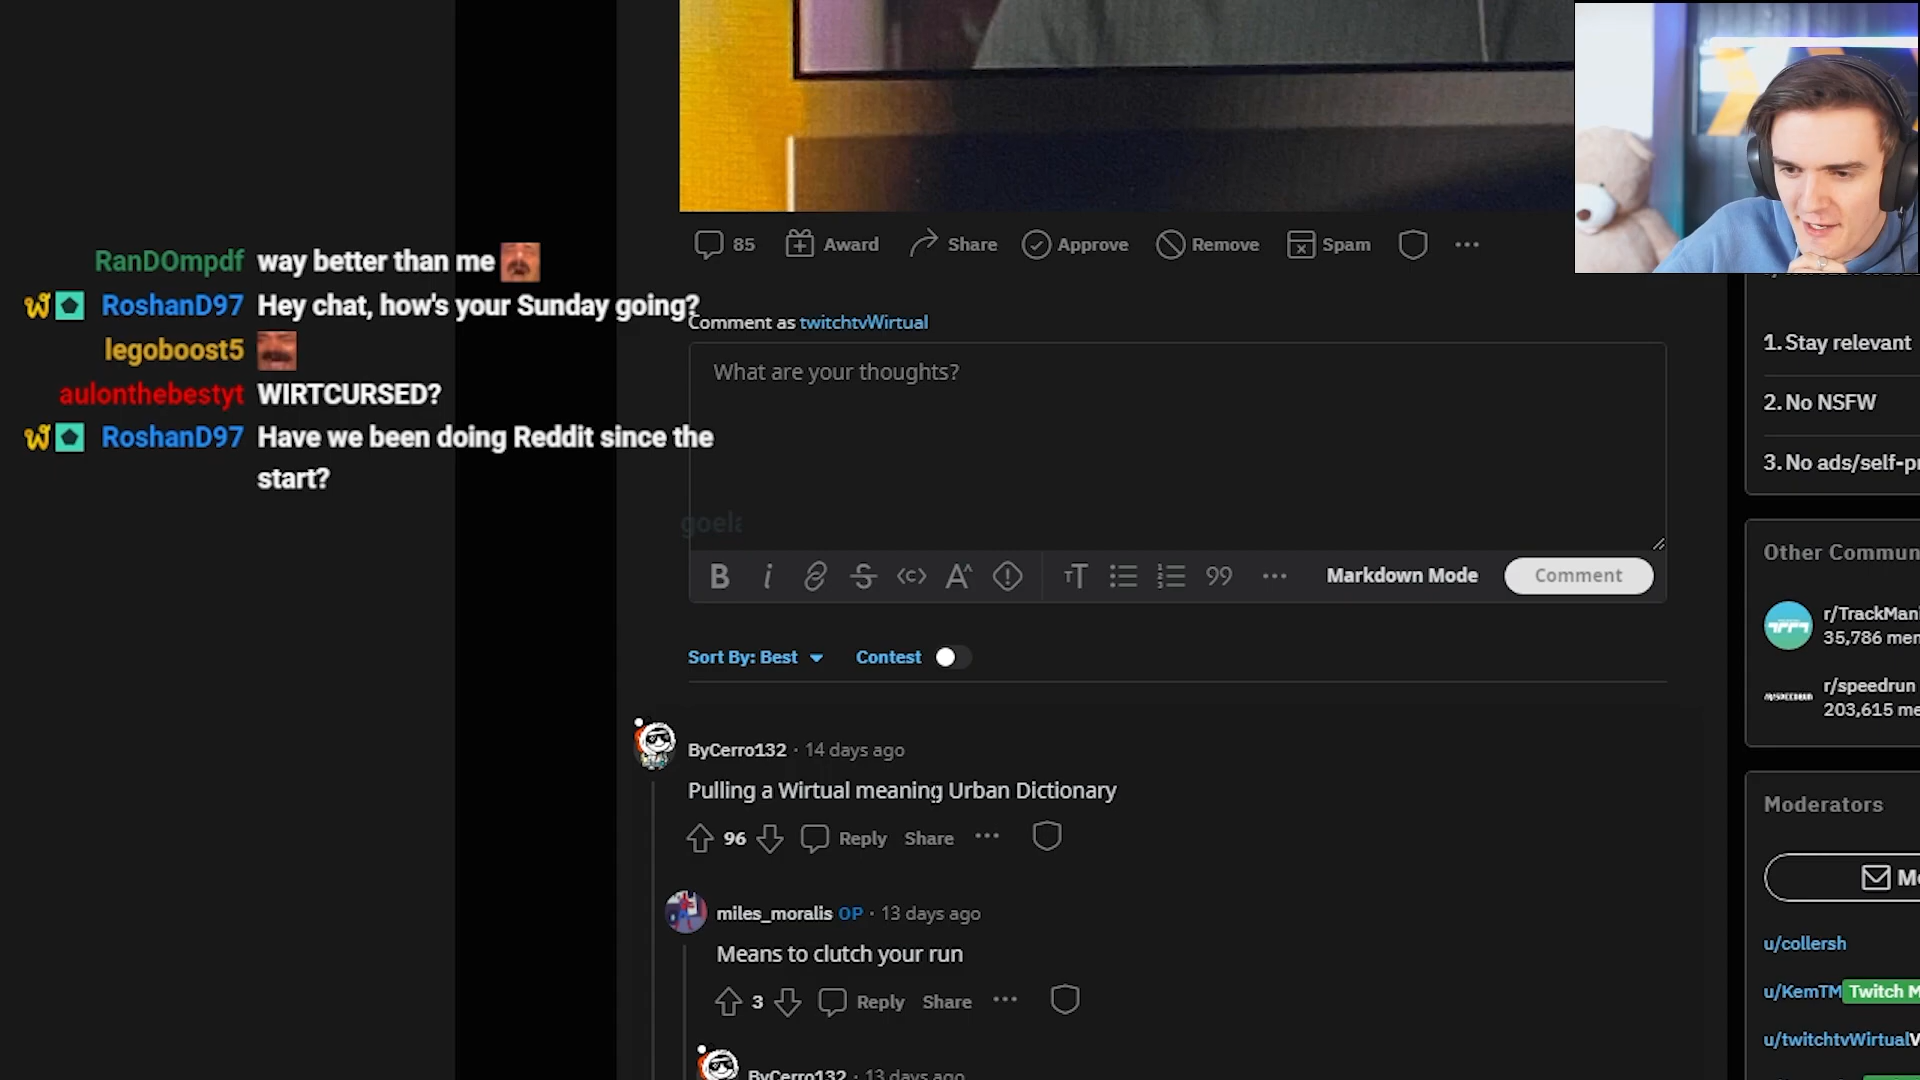 85 Award Share Approve Remove Spam
RanDOmpdf way better than me
RoshanD97 Hey chat, how's your Sunday going?
legoboost5
aulonthebestyt WIRTCURSED?
RoshanD97 Have we been doing Reddit since the
start?
Comment as twitchtvWirtual
What are your thoughts?
B i S <c> A^ TT 99 Markdown Mode Comment
Sort By: Best Contest
ByCerro132 · 14 days ago
Pulling a Wirtual meaning Urban Dictionary
96 Reply Share
miles_moralis OP · 13 days ago
Means to clutch your run
3 Reply Share
ByCerro132 · 13 days ago
1. Stay relevant
2. No NSFW
3. No ads/self-p
Other Commun
r/TrackMani
35,786 mem
r/speedrun
203,615 me
Moderators
M
u/collersh
u/KemTM Twitch M
u/twitchtvWirtual